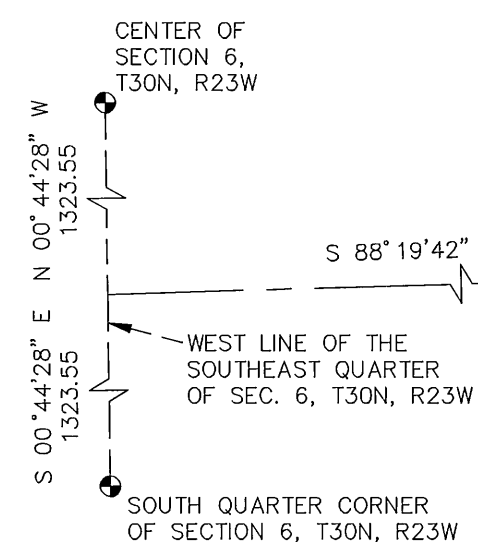 CENTER OF
SECTION 6,
T30N, R23W
N 00°44'28" W
1323.55
S 88°19'42"
WEST LINE OF THE
SOUTHEAST QUARTER
OF SEC. 6, T30N, R23W
S 00°44'28" E
1323.55
SOUTH QUARTER CORNER
OF SECTION 6, T30N, R23W